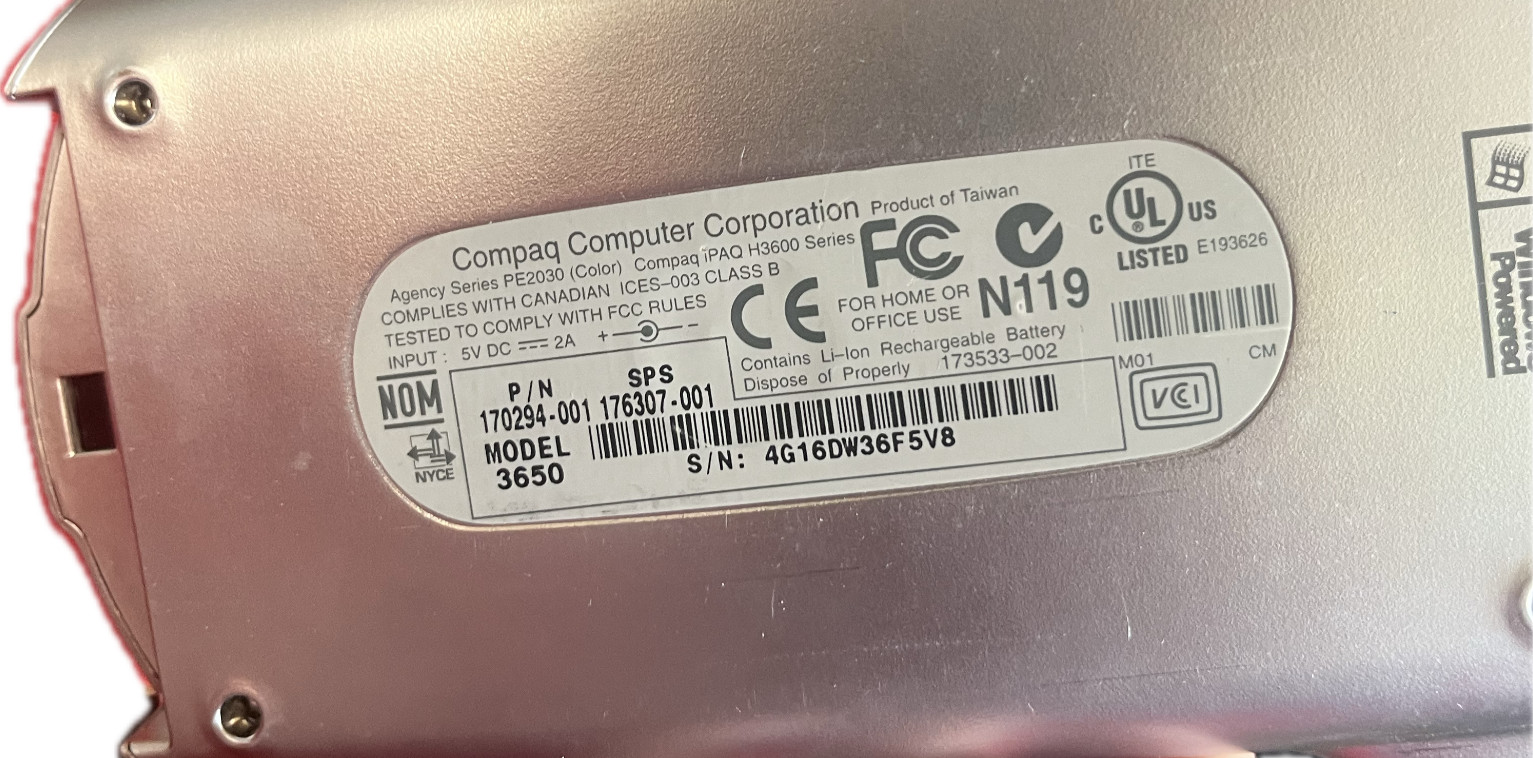 Compaq Computer Corporation Product of Taiwan
Agency Series PE2030 (Color) Compaq iPAQ H3600 Series
COMPLIES WITH CANADIAN ICES-003 CLASS B
TESTED TO COMPLY WITH FCC RULES
INPUT : 5V DC 2A + -
CE
FC
FOR HOME OR
OFFICE USE
N119
ITE
C UL ® US
LISTED E193626
Contains Li-Ion Rechargeable Battery
Dispose of Properly 173533-002
M01 CM
NOM
NYCE
P/N SPS
170294-001 176307-001
MODEL
3650
S/N: 4G16DW36F5V8
VCI
Powered